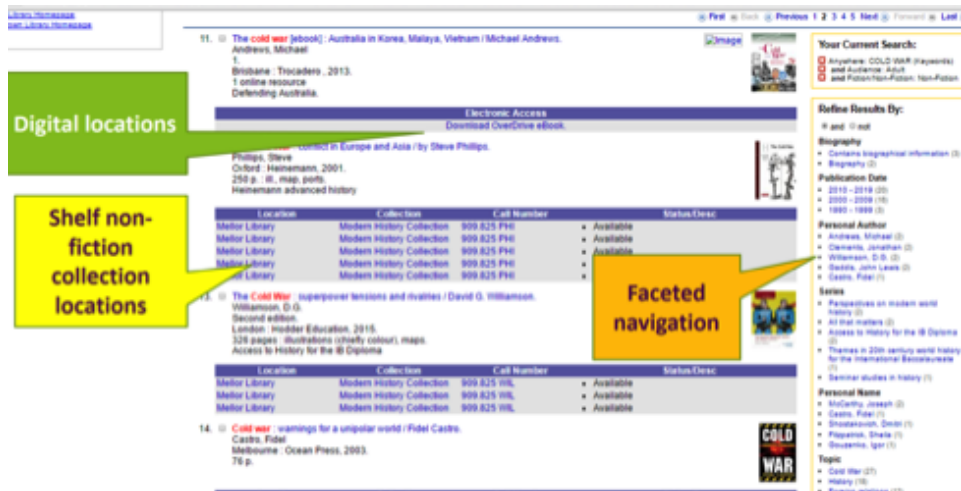 Library Homepage
Open Library Homepage
First Back Previous 1 2 3 4 5 Next Forward Last
11. The cold war [ebook] : Australia in Korea, Malaya, Vietnam / Michael Andrews.
Andrews, Michael
1.
Brisbane : Trocadero , 2013.
1 online resource
Defending Australia.
Image
Electronic Access
Download OverDrive eBook.
Digital locations
conflict in Europe and Asia / by Steve Phillips.
Phillips, Steve
Oxford : Heinemann, 2001.
250 p. : ill., map, ports.
Heinemann advanced history
Location Collection Call Number Status/Desc
Mellor Library Modern History Collection 909.825 PHI • Available
Mellor Library Modern History Collection 909.825 PHI • Available
Mellor Library Modern History Collection 909.825 PHI • Available
Mellor Library Modern History Collection 909.825 PHI • Available
Mellor Library Modern History Collection 909.825 PHI • Available
Shelf non-
fiction
collection
locations
The Cold War : superpower tensions and rivalries / David G. Williamson.
Williamson, D.G.
Second edition.
London : Hodder Education, 2015.
326 pages : illustrations (chiefly colour), maps.
Access to History for the IB Diploma
Location Collection Call Number Status/Desc
Mellor Library Modern History Collection 909.825 WIL • Available
Mellor Library Modern History Collection 909.825 WIL • Available
Mellor Library Modern History Collection 909.825 WIL • Available
14. Cold war : warnings for a unipolar world / Fidel Castro.
Castro, Fidel
Melbourne : Ocean Press, 2003.
76 p.
COLD
WAR
Faceted
navigation
Your Current Search:
Anywhere: COLD WAR (Keywords)
and Audience: Adult
and Fiction/Non-Fiction: Non-Fiction
Refine Results By:
and not
Biography
• Contains biographical information (3)
• Biography (2)
Publication Date
• 2010 - 2019 (20)
• 2000 - 2009 (16)
• 1990 - 1999 (3)
Personal Author
• Andrews, Michael (2)
• Clements, Jonathan (2)
• Williamson, D.G. (2)
• Gaddis, John Lewis (2)
• Castro, Fidel (1)
Series
• Perspectives on modern world
history (2)
• All that matters (2)
• Access to History for the IB Diploma
(2)
• Themes in 20th century world history
for the International Baccalaureate
(1)
• Seminar studies in history (1)
Personal Name
• McCarthy, Joseph (2)
• Castro, Fidel (1)
• Shostakovich, Dmitri (1)
• Fitzpatrick, Sheila (1)
• Gouzenko, Igor (1)
Topic
• Cold War (27)
• History (18)